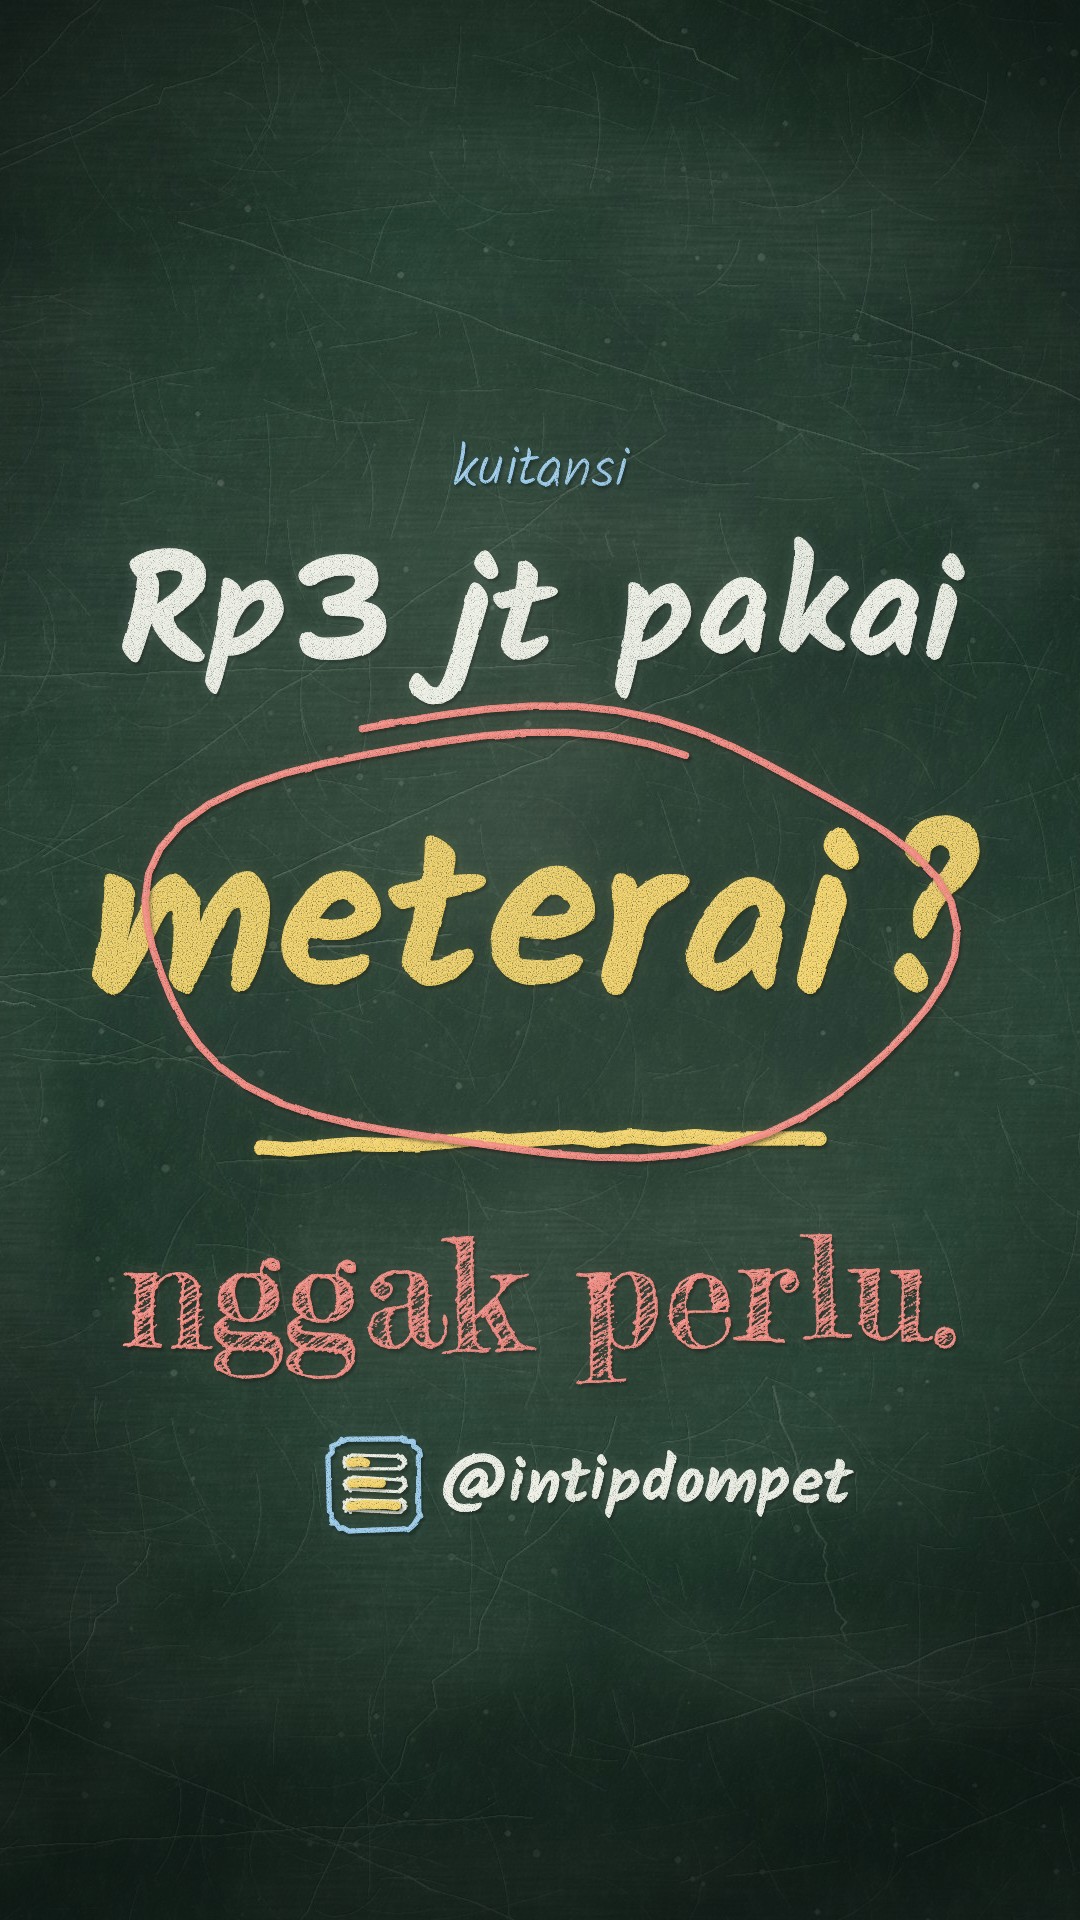 kuitansi
Rp3 jt pakai
meterai?
nggak perlu.
@intipdompet